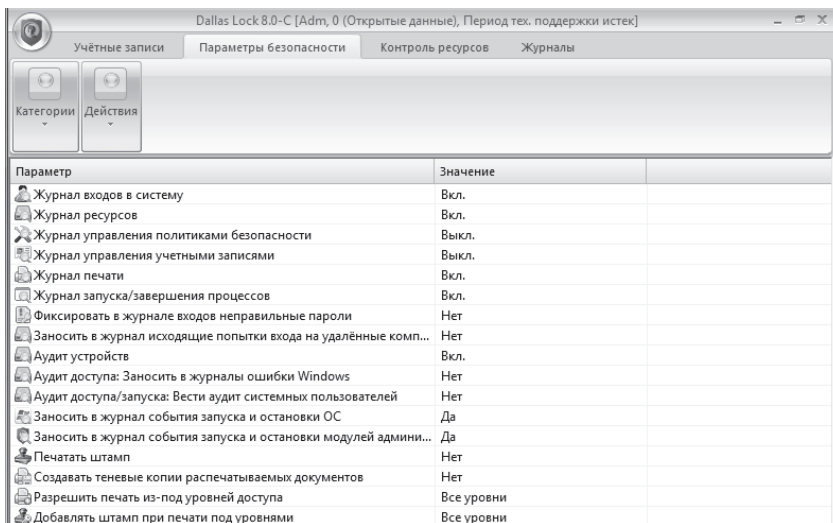 Dallas Lock 8.0-C [Adm, 0 (Открытые данные), Период тех. поддержки истек]
Учётные записи Параметры безопасности Контроль ресурсов Журналы
Категории Действия
Параметр Значение
Журнал входов в систему Вкл.
Журнал ресурсов Вкл.
Журнал управления политиками безопасности Выкл.
Журнал управления учетными записями Выкл.
Журнал печати Вкл.
Журнал запуска/завершения процессов Вкл.
Фиксировать в журнале входов неправильные пароли Нет
Заносить в журнал исходящие попытки входа на удалённые комп... Нет
Аудит устройств Вкл.
Аудит доступа: Заносить в журналы ошибки Windows Нет
Аудит доступа/запуска: Вести аудит системных пользователей Нет
Заносить в журнал события запуска и остановки ОС Да
Заносить в журнал события запуска и остановки модулей админи... Да
Печатать штамп Нет
Создавать теневые копии распечатываемых документов Нет
Разрешить печать из-под уровней доступа Все уровни
Добавлять штамп при печати под уровнями Все уровни